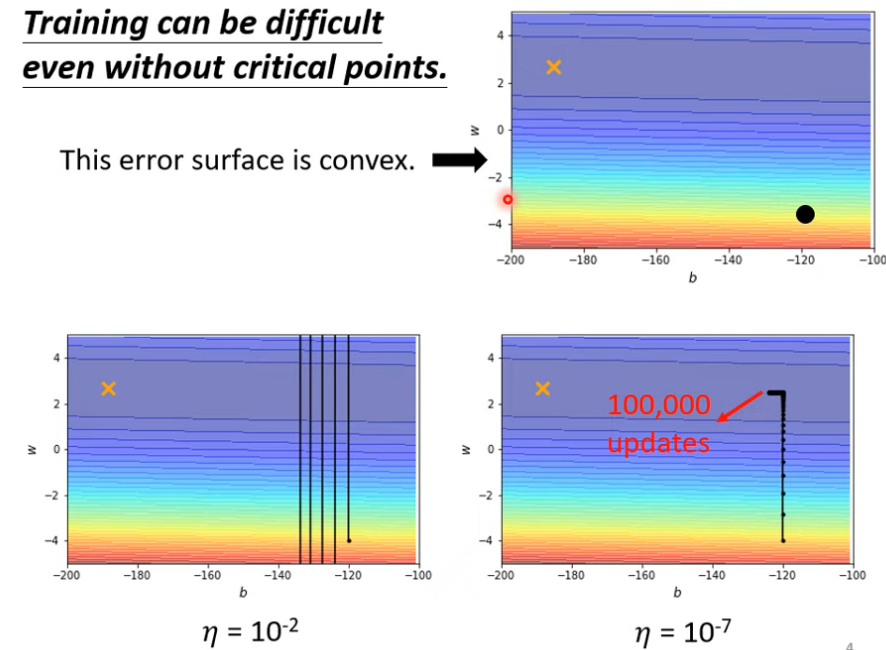 Training can be difficult
even without critical points.
This error surface is convex.
4
2
0
−2
−4
w
−200
−180
−160
−140
−120
−100
b
4
2
0
−2
−4
w
−200
−180
−160
−140
−120
−100
b
η = 10-2
4
2
0
−2
−4
w
100,000
updates
−200
−180
−160
−140
−120
−100
b
η = 10-7
4